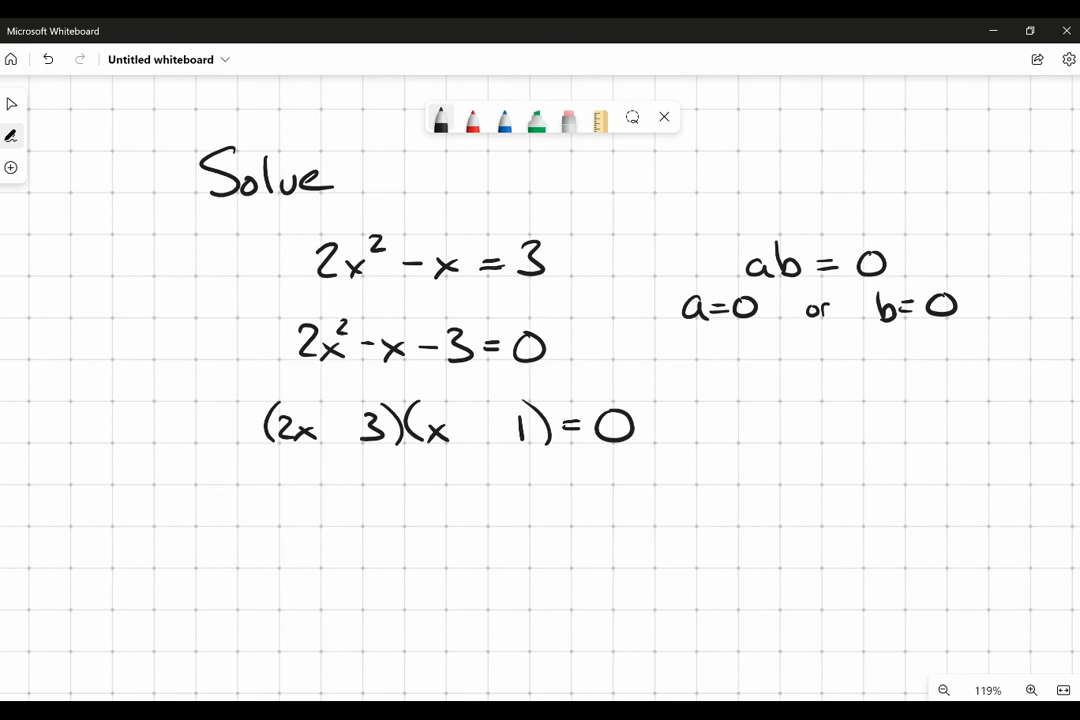 Microsoft Whiteboard
Untitled whiteboard
Solve
2x² - x = 3
ab = 0
a=0 or b=0
2x² - x - 3 = 0
(2x 3)(x 1) = 0
119%